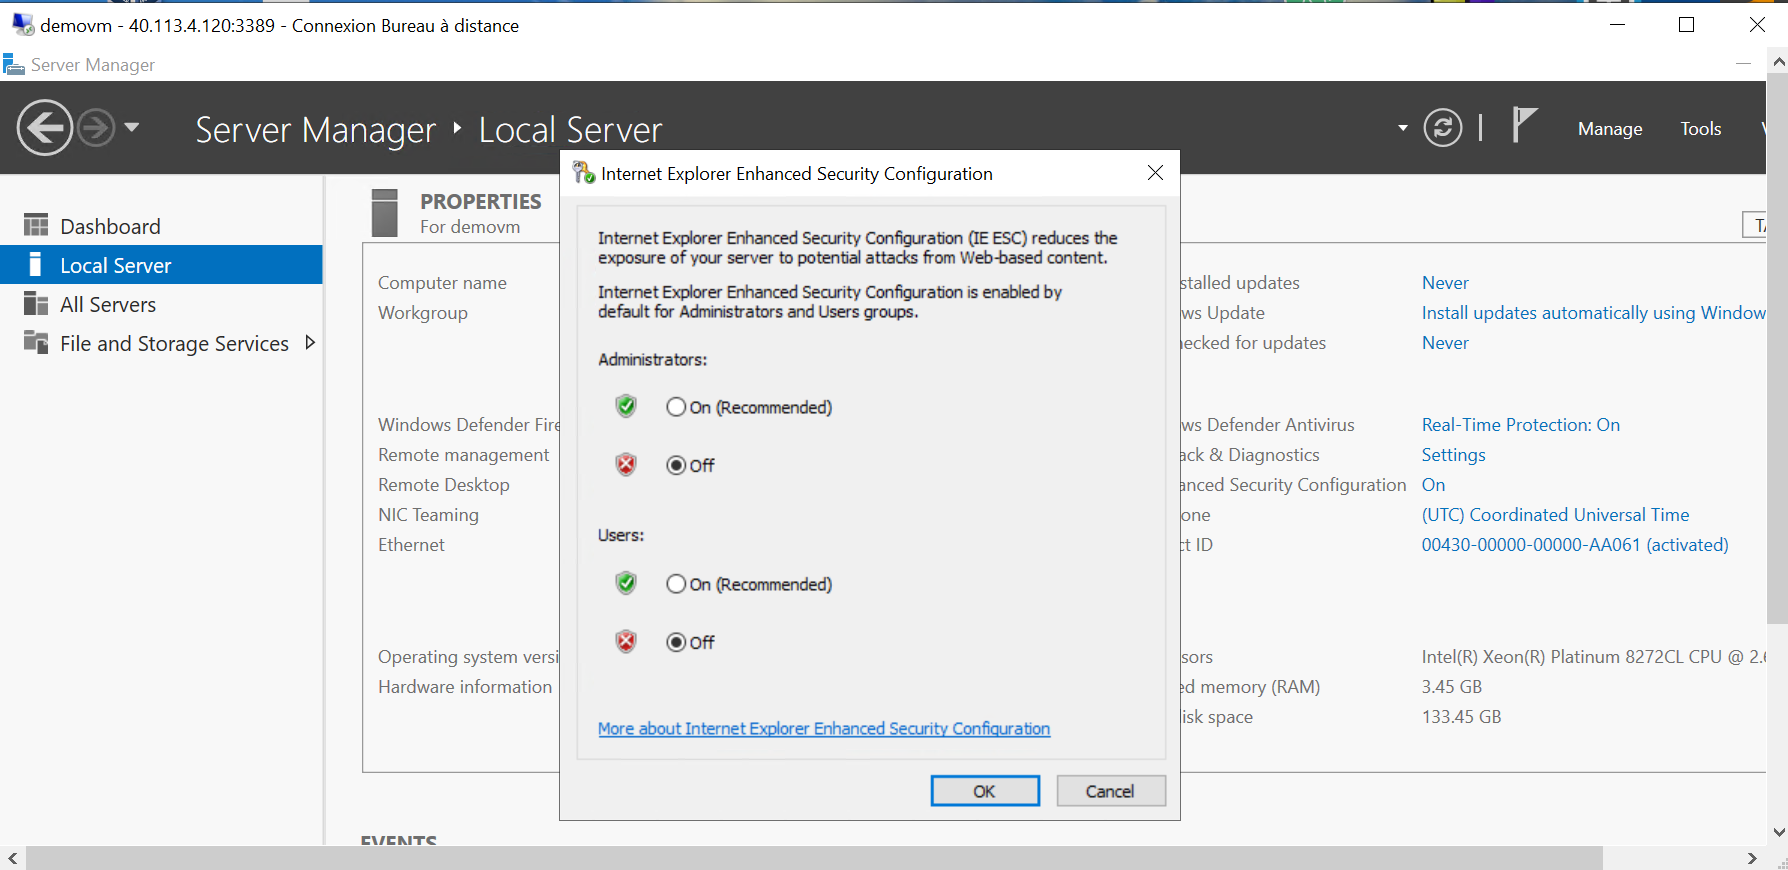 demovm - 40.113.4.120:3389 - Connexion Bureau à distance
Server Manager
Server Manager ‣ Local Server
Manage
Tools
Dashboard
Local Server
All Servers
File and Storage Services
PROPERTIES
For demovm
Computer name
Workgroup
Windows Defender Fire
Remote management
Remote Desktop
NIC Teaming
Ethernet
Operating system versi
Hardware information
Internet Explorer Enhanced Security Configuration
Internet Explorer Enhanced Security Configuration (IE ESC) reduces the
exposure of your server to potential attacks from Web-based content.
Internet Explorer Enhanced Security Configuration is enabled by
default for Administrators and Users groups.
Administrators:
On (Recommended)
Off
Users:
On (Recommended)
Off
More about Internet Explorer Enhanced Security Configuration
OK
Cancel
stalled updates Never
ws Update Install updates automatically using Window
ecked for updates Never
ws Defender Antivirus Real-Time Protection: On
ack & Diagnostics Settings
anced Security Configuration On
one (UTC) Coordinated Universal Time
ct ID 00430-00000-00000-AA061 (activated)
sors Intel(R) Xeon(R) Platinum 8272CL CPU @ 2.6
ed memory (RAM) 3.45 GB
isk space 133.45 GB
EVENTS